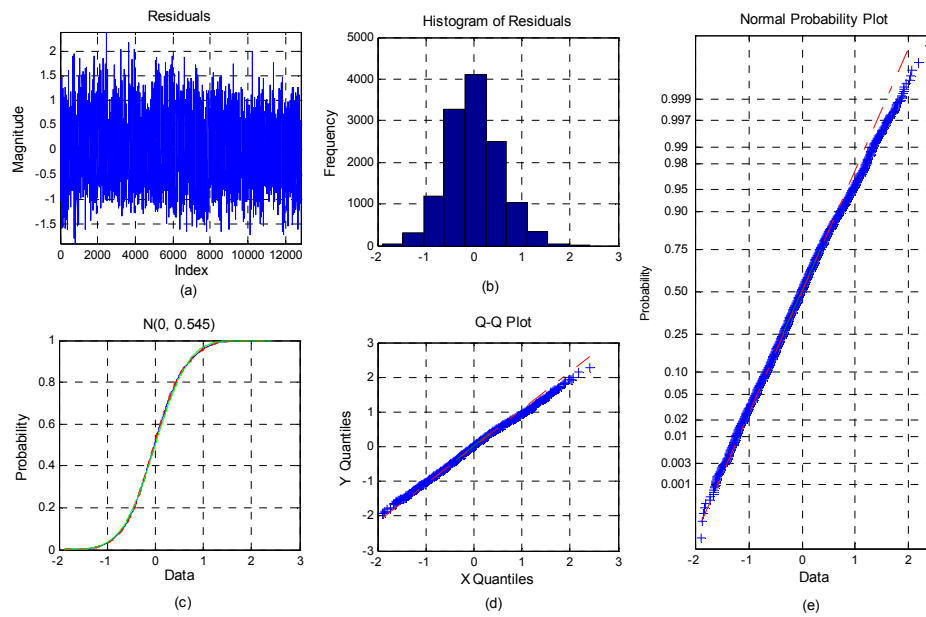 Residuals
Magnitude
2
1.5
1
0.5
0
-0.5
-1
-1.5
0 2000 4000 6000 8000 10000 12000
Index
(a)
Histogram of Residuals
Frequency
5000
4000
3000
2000
1000
0
-2 -1 0 1 2 3
(b)
N(0, 0.545)
Probability
1
0.8
0.6
0.4
0.2
0
-2 -1 0 1 2 3
Data
(c)
Q-Q Plot
Y Quantiles
3
2
1
0
-1
-2
-3
-2 -1 0 1 2 3
X Quantiles
(d)
Normal Probability Plot
Probability
0.999
0.997
0.99
0.98
0.95
0.90
0.75
0.50
0.25
0.10
0.05
0.02
0.01
0.003
0.001
-2 -1 0 1 2
Data
(e)